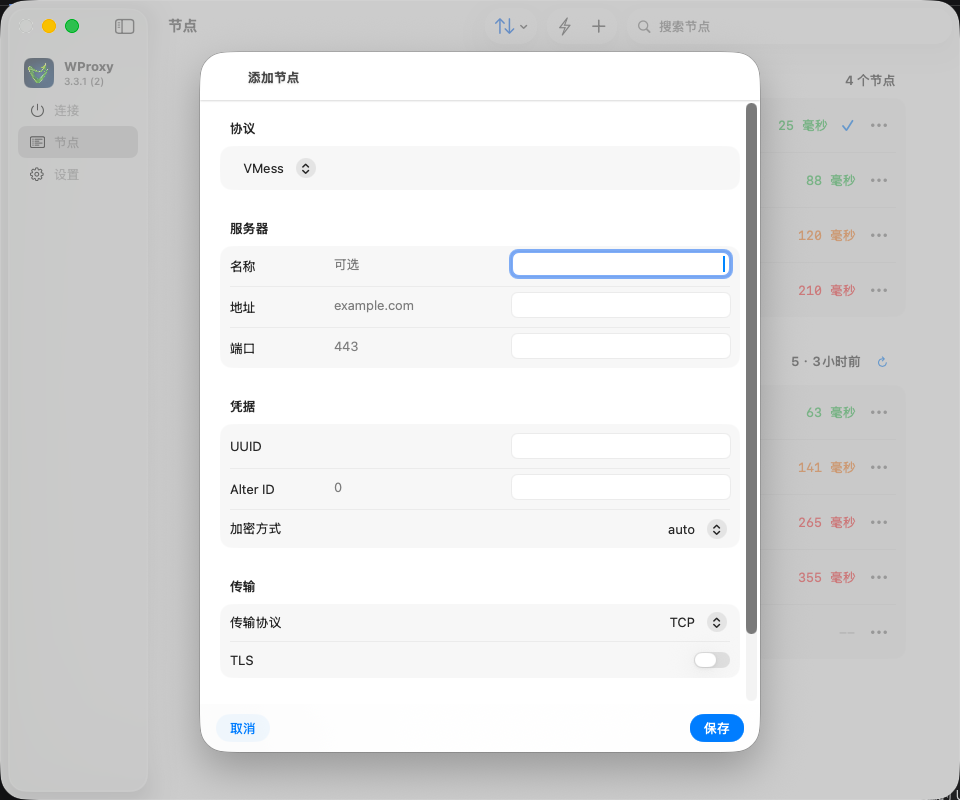 节点
搜索节点
WProxy
3.3.1 (2)
连接
节点
设置
4 个节点
25 毫秒
88 毫秒
120 毫秒
210 毫秒
5 · 3 小时前
63 毫秒
141 毫秒
265 毫秒
355 毫秒
--
添加节点
协议
VMess
服务器
名称 可选
地址 example.com
端口 443
凭据
UUID
Alter ID 0
加密方式 auto
传输
传输协议 TCP
TLS
取消 保存